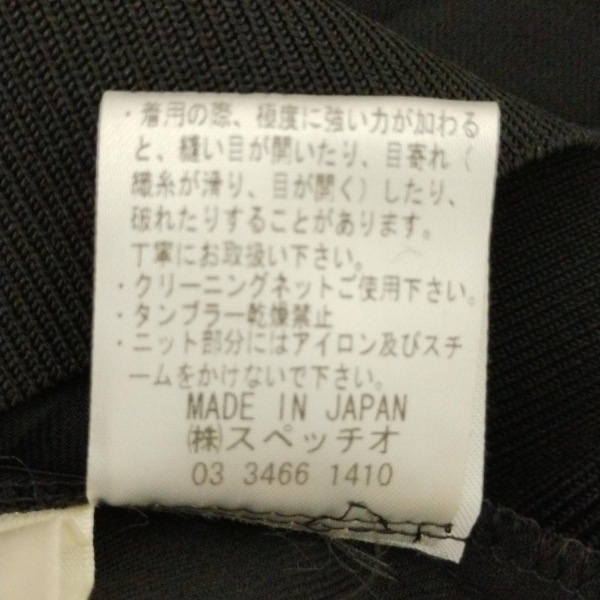 ・着用の際、極度に強い力が加わる
と、縫い目が開いたり、目寄れ（
織糸が滑り、目が開く）したり、
破れたりすることがあります。
丁寧にお取扱い下さい。
・クリーニングネットご使用下さい。
・タンブラー乾燥禁止
・ニット部分にはアイロン及びスチ
ームをかけないで下さい。
MADE IN JAPAN
㈱スペッチオ
03 3466 1410